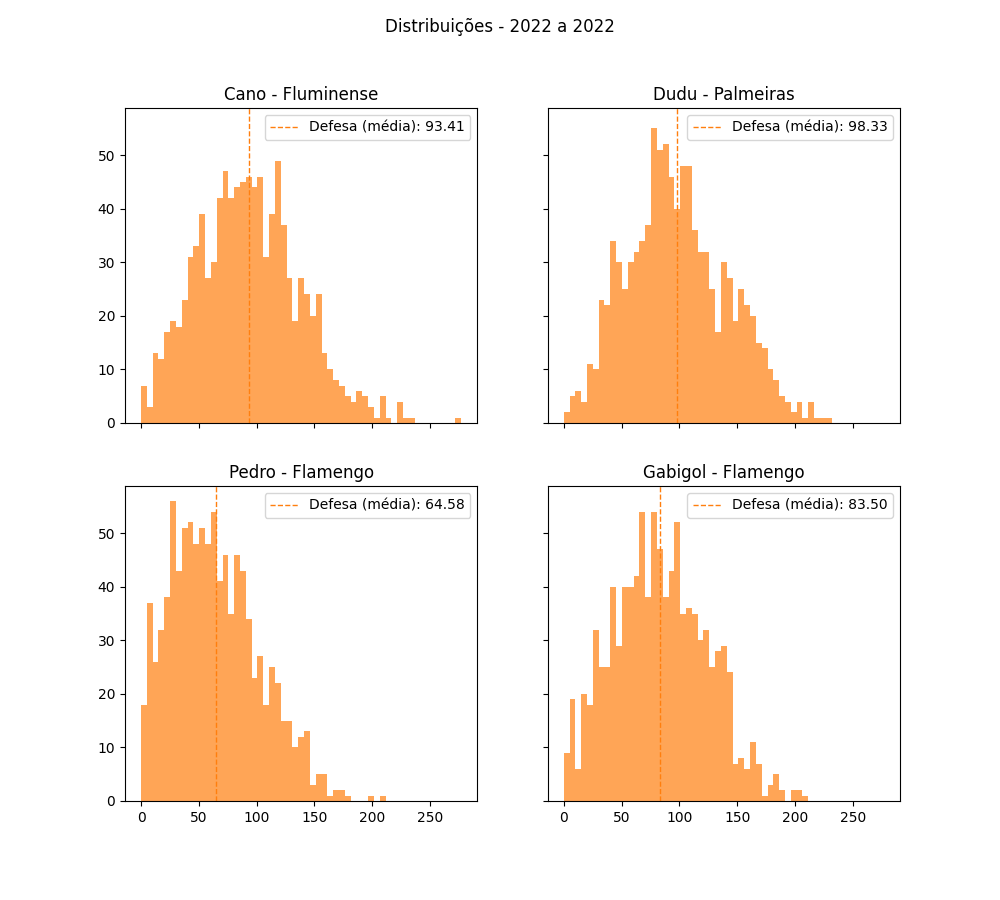 Distribuições - 2022 a 2022
Cano - Fluminense
Defesa (média): 93.41
50
40
30
20
10
0
Dudu - Palmeiras
Defesa (média): 98.33
Pedro - Flamengo
Defesa (média): 64.58
50
40
30
20
10
0
0 50 100 150 200 250
Gabigol - Flamengo
Defesa (média): 83.50
0 50 100 150 200 250